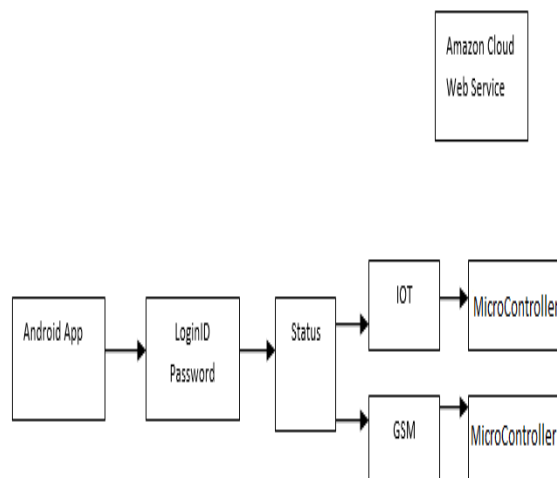 Amazon Cloud
Web Service
Android App
LoginID
Password
Status
IOT
MicroController
GSM
MicroController